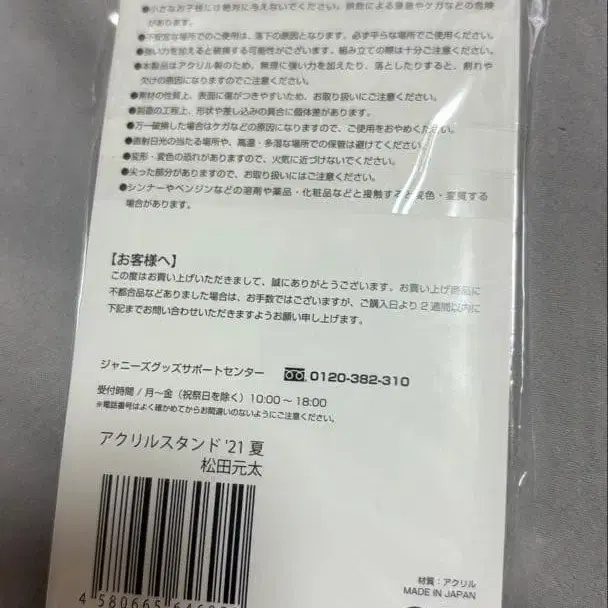 ●小さなお子様には絶対に与えないでください。誤飲による窒息やケガなどの危険
があります。
●不安定な場所でのご使用は、落下の原因となります。必ず平らな場所でご使用ください。
●強い力を加えると破損する可能性がございます。組み立ての際は十分ご注意ください。
●本製品はアクリル製のため、無理に強い力を加えたり、落としたりすると、割れや
欠けの原因になりますのでご注意ください。
●素材の性質上、表面に傷がつきやすいため、お取り扱いにご注意ください。
●製造の工程上、形状や差し込みの具合に個体差があります。
●万一破損した場合はケガなどの原因になりますので、ご使用をおやめください。
●直射日光の当たる場所や、高温・多湿な場所での保管は避けてください。
●変形・変色の恐れがありますので、火気に近づけないでください。
●尖った部分がありますので、お取り扱いにはご注意ください。
●シンナーやベンジンなどの溶剤や薬品・化粧品などと接触すると変色・変質する
場合があります。
【お客様へ】
この度はお買い上げいただきまして、誠にありがとうございます。お買い上げ商品に
不都合品などありました場合は、お手数ではございますが、ご購入日より2週間以内に
下記までお問い合わせいただきますようお願い申し上げます。
ジャニーズグッズサポートセンター 0120-382-310
受付時間/月〜金(祝祭日を除く)10:00〜18:00
※電話番号はよく確かめてからお間違いのないようにご注意ください。
アクリルスタンド '21 夏
松田元太
材質:アクリル
MADE IN JAPAN
4 580665